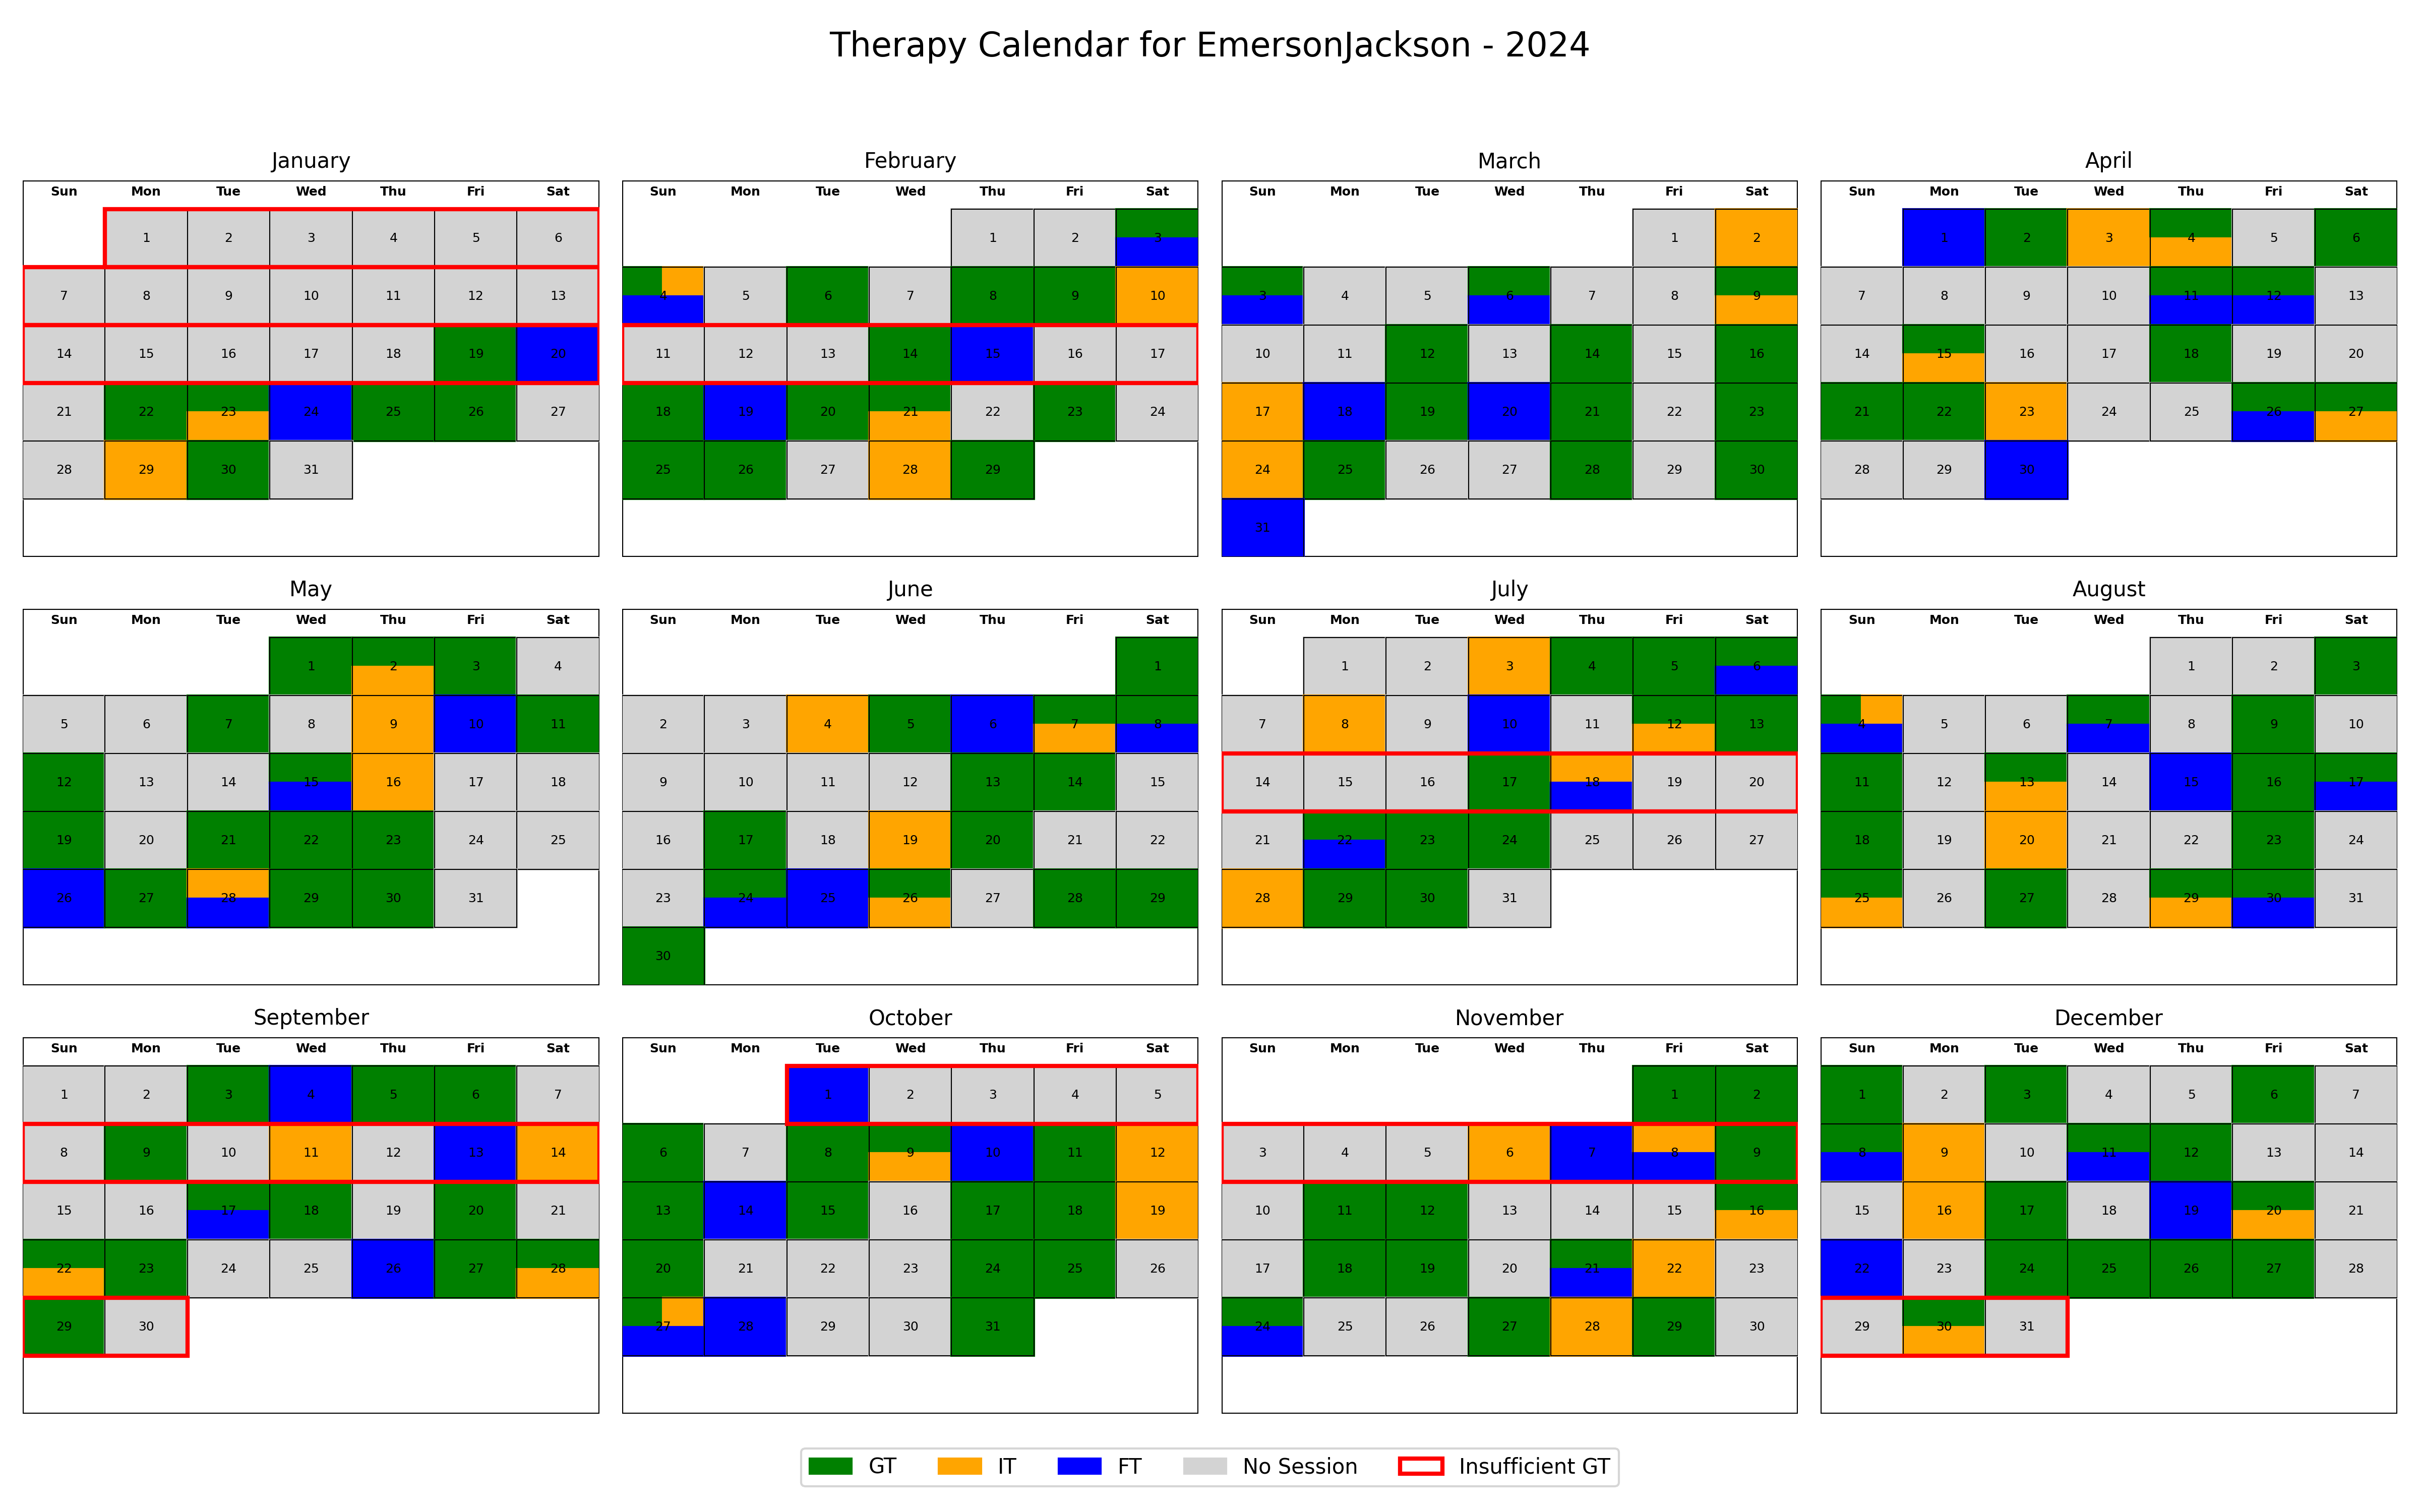 Therapy Calendar for EmersonJackson - 2024
January February March April
Sun Mon Tue Wed Thu Fri Sat Sun Mon Tue Wed Thu Fri Sat Sun Mon Tue Wed Thu Fri Sat Sun Mon Tue Wed Thu Fri Sat
1 2 3 4 5 6 1 2 3 1 2 1 2 3 4 5 6
7 8 9 10 11 12 13 4 5 6 7 8 9 10 3 4 5 6 7 8 9 7 8 9 10 11 12 13
14 15 16 17 18 19 20 11 12 13 14 15 16 17 10 11 12 13 14 15 16 14 15 16 17 18 19 20
21 22 23 24 25 26 27 18 19 20 21 22 23 24 17 18 19 20 21 22 23 21 22 23 24 25 26 27
28 29 30 31 25 26 27 28 29 24 25 26 27 28 29 30 28 29 30
31
May June July August
Sun Mon Tue Wed Thu Fri Sat Sun Mon Tue Wed Thu Fri Sat Sun Mon Tue Wed Thu Fri Sat Sun Mon Tue Wed Thu Fri Sat
1 2 3 4 1 1 2 3 4 5 6 1 2 3
5 6 7 8 9 10 11 2 3 4 5 6 7 8 7 8 9 10 11 12 13 4 5 6 7 8 9 10
12 13 14 15 16 17 18 9 10 11 12 13 14 15 14 15 16 17 18 19 20 11 12 13 14 15 16 17
19 20 21 22 23 24 25 16 17 18 19 20 21 22 21 22 23 24 25 26 27 18 19 20 21 22 23 24
26 27 28 29 30 31 23 24 25 26 27 28 29 28 29 30 31 25 26 27 28 29 30 31
30
September October November December
Sun Mon Tue Wed Thu Fri Sat Sun Mon Tue Wed Thu Fri Sat Sun Mon Tue Wed Thu Fri Sat Sun Mon Tue Wed Thu Fri Sat
1 2 3 4 5 6 7 1 2 3 4 5 1 2 1 2 3 4 5 6 7
8 9 10 11 12 13 14 6 7 8 9 10 11 12 3 4 5 6 7 8 9 8 9 10 11 12 13 14
15 16 17 18 19 20 21 13 14 15 16 17 18 19 10 11 12 13 14 15 16 15 16 17 18 19 20 21
22 23 24 25 26 27 28 20 21 22 23 24 25 26 17 18 19 20 21 22 23 22 23 24 25 26 27 28
29 30 27 28 29 30 31 24 25 26 27 28 29 30 29 30 31
GT IT FT No Session Insufficient GT